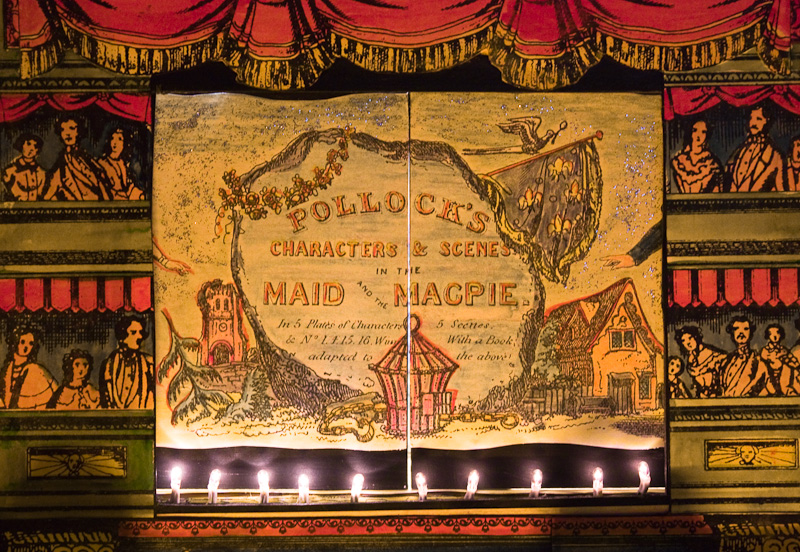 POLLOCK'S
CHARACTERS & SCENES
IN THE
MAID AND THE MAGPIE.
In 5 Plates of Characters 5 Scenes,
& Nº 1.4.15.16. With a Book,
adapted to the above